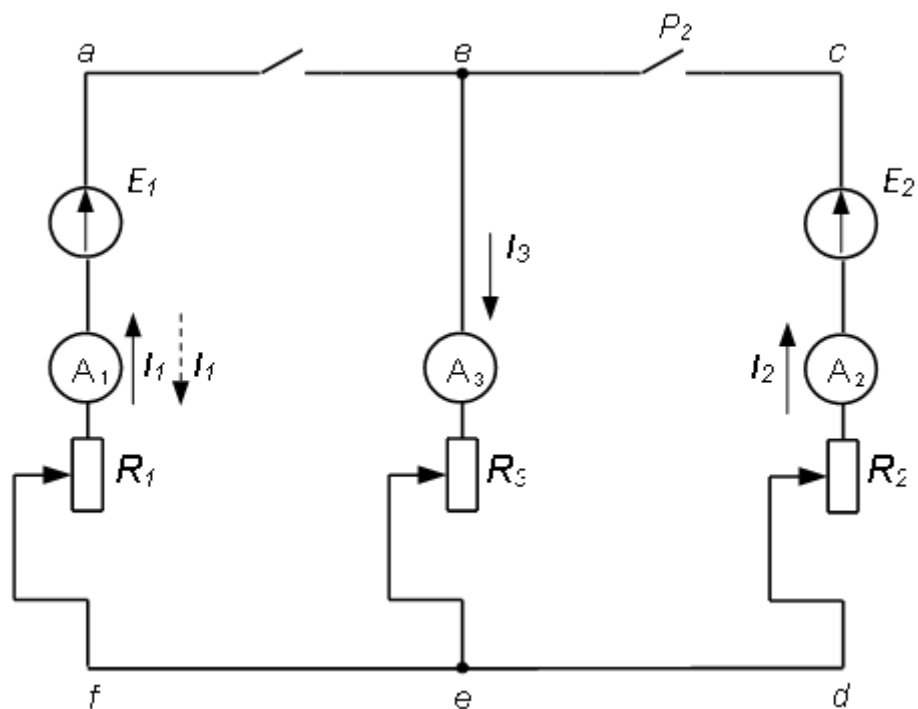 a
в
P₂
c
E₁
E₂
I₃
A₁
I₁
I₁
A₃
I₂
A₂
R₁
R₃
R₂
f
e
d